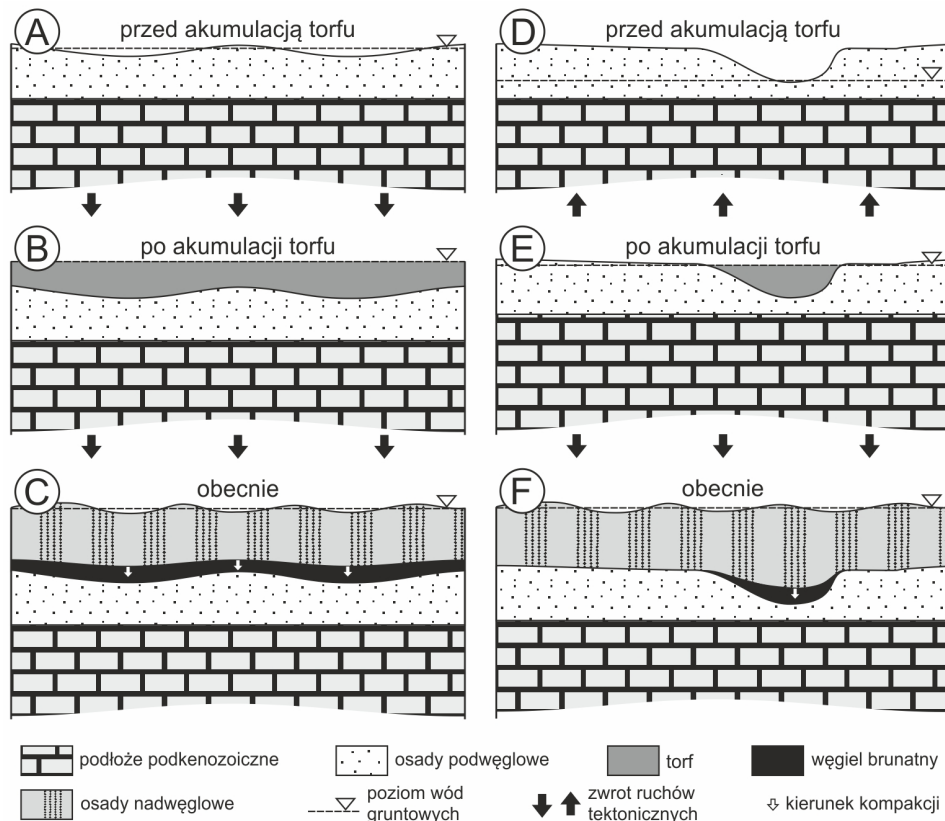 A
przed akumulacją torfu
D
przed akumulacją torfu
B
po akumulacji torfu
E
po akumulacji torfu
C
obecnie
F
obecnie
podłoże podkenozoiczne
osady podwęglowe
torf
węgiel brunatny
osady nadwęglowe
poziom wód
gruntowych
zwrot ruchów
tektonicznych
kierunek kompakcji